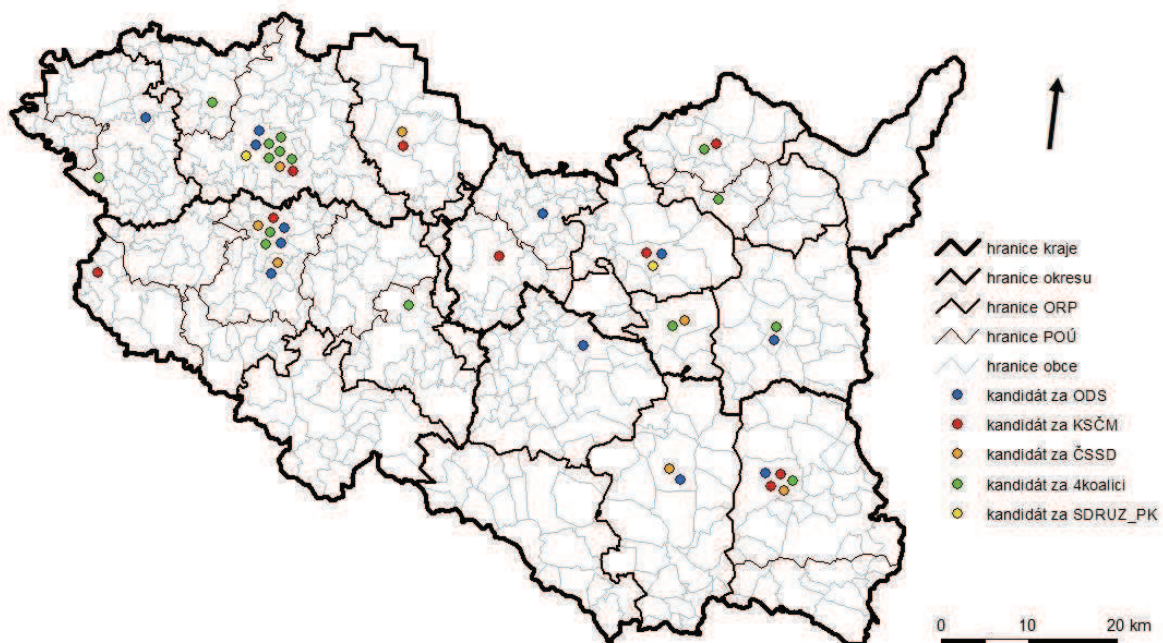 hranice kraje
hranice okresu
hranice ORP
hranice POÚ
hranice obce
kandidát za ODS
kandidát za KSČM
kandidát za ČSSD
kandidát za 4koalici
kandidát za SDRUZ_PK
0 10 20 km